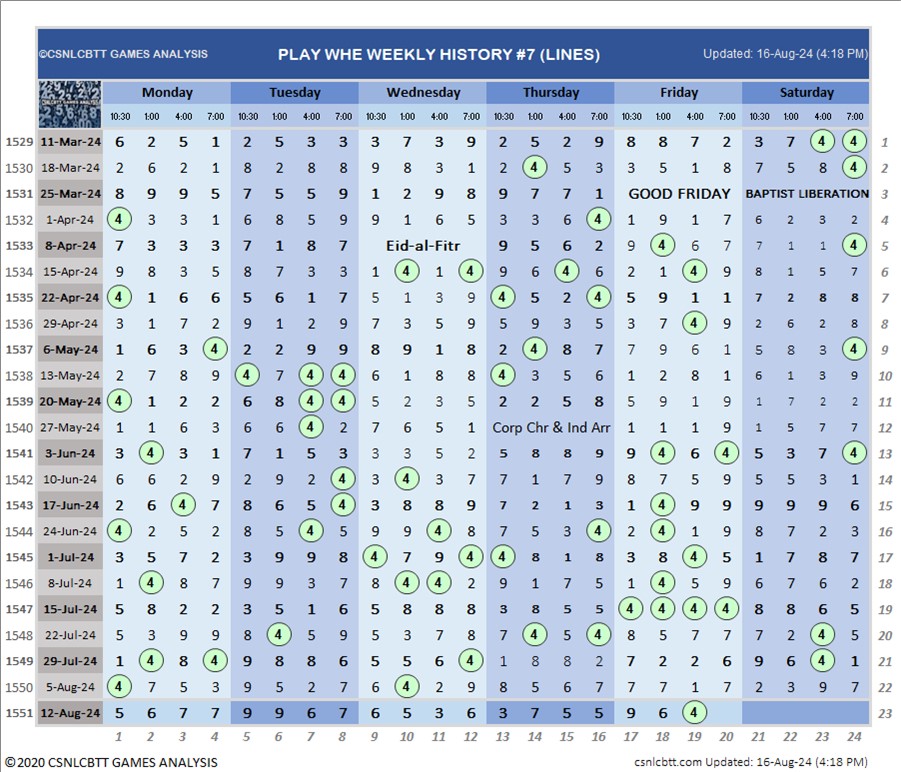 ©CSNLCBTT GAMES ANALYSIS PLAY WHE WEEKLY HISTORY #7 (LINES) Updated: 16-Aug-24 (4:18 PM)
CSNLCBTT GAMES ANALYSIS Monday Tuesday Wednesday Thursday Friday Saturday
10:30 1:00 4:00 7:00 10:30 1:00 4:00 7:00 10:30 1:00 4:00 7:00 10:30 1:00 4:00 7:00 10:30 1:00 4:00 7:00 10:30 1:00 4:00 7:00
1529 11-Mar-24 6 2 5 1 2 5 3 3 3 7 3 9 2 5 2 9 8 8 7 2 3 7 4 4 1
1530 18-Mar-24 2 6 2 1 8 2 8 8 9 8 3 1 2 4 5 3 3 5 1 8 7 5 8 4 2
1531 25-Mar-24 8 9 9 5 7 5 5 9 1 2 9 8 9 7 7 1 GOOD FRIDAY BAPTIST LIBERATION 3
1532 1-Apr-24 4 3 3 1 6 8 5 9 9 1 6 5 3 3 6 4 1 9 1 7 6 2 3 2 4
1533 8-Apr-24 7 3 3 3 7 1 8 7 Eid-al-Fitr 9 5 6 2 9 4 6 7 7 1 1 4 5
1534 15-Apr-24 9 8 3 5 8 7 3 3 1 4 1 4 9 6 4 6 2 1 4 9 8 1 5 7 6
1535 22-Apr-24 4 1 6 6 5 6 1 7 5 1 3 9 4 5 2 4 5 9 1 1 7 2 8 8 7
1536 29-Apr-24 3 1 7 2 9 1 2 9 7 3 5 9 5 9 3 5 3 7 4 9 2 6 2 8 8
1537 6-May-24 1 6 3 4 2 2 9 9 8 9 1 8 2 4 8 7 7 9 6 1 5 8 3 4 9
1538 13-May-24 2 7 8 9 4 7 4 4 6 1 8 8 4 3 5 6 1 2 8 1 6 1 3 9 10
1539 20-May-24 4 1 2 2 6 8 4 4 5 2 3 5 2 2 5 8 5 9 1 9 1 7 2 2 11
1540 27-May-24 1 1 6 3 6 6 4 2 7 6 5 1 Corp Chr & Ind Arr 1 1 1 9 1 5 7 7 12
1541 3-Jun-24 3 4 3 1 7 1 5 3 3 3 5 2 5 8 8 9 9 4 6 4 5 3 7 4 13
1542 10-Jun-24 6 6 2 9 2 9 2 4 3 4 3 7 7 1 7 9 8 7 5 9 5 5 3 1 14
1543 17-Jun-24 2 6 4 7 8 6 5 4 3 8 8 9 7 2 1 3 1 4 9 9 9 9 9 6 15
1544 24-Jun-24 4 2 5 2 8 5 4 5 9 9 4 8 7 5 3 4 2 4 1 9 8 7 2 3 16
1545 1-Jul-24 3 5 7 2 3 9 9 8 4 7 9 4 4 8 1 8 3 8 4 5 1 7 8 7 17
1546 8-Jul-24 1 4 8 7 9 9 3 7 8 4 4 2 9 1 7 5 1 4 5 9 6 7 6 2 18
1547 15-Jul-24 5 8 2 2 3 5 1 6 5 8 8 8 3 8 5 5 4 4 4 4 8 8 6 5 19
1548 22-Jul-24 5 3 9 9 6 4 5 9 5 3 7 8 7 4 5 4 8 5 7 7 7 2 4 5 20
1549 29-Jul-24 1 4 8 4 9 8 8 6 5 5 6 4 1 8 8 2 7 2 2 6 9 6 4 1 21
1550 5-Aug-24 4 7 5 3 9 5 2 7 6 4 2 9 8 5 6 7 7 7 1 7 2 3 9 7 22
1551 12-Aug-24 5 6 7 7 9 9 6 7 6 5 3 6 3 7 5 5 9 6 4 23
1 2 3 4 5 6 7 8 9 10 11 12 13 14 15 16 17 18 19 20 21 22 23 24
©2020 CSNLCBTT GAMES ANALYSIS csnlcbtt.com Updated: 16-Aug-24 (4:18 PM)